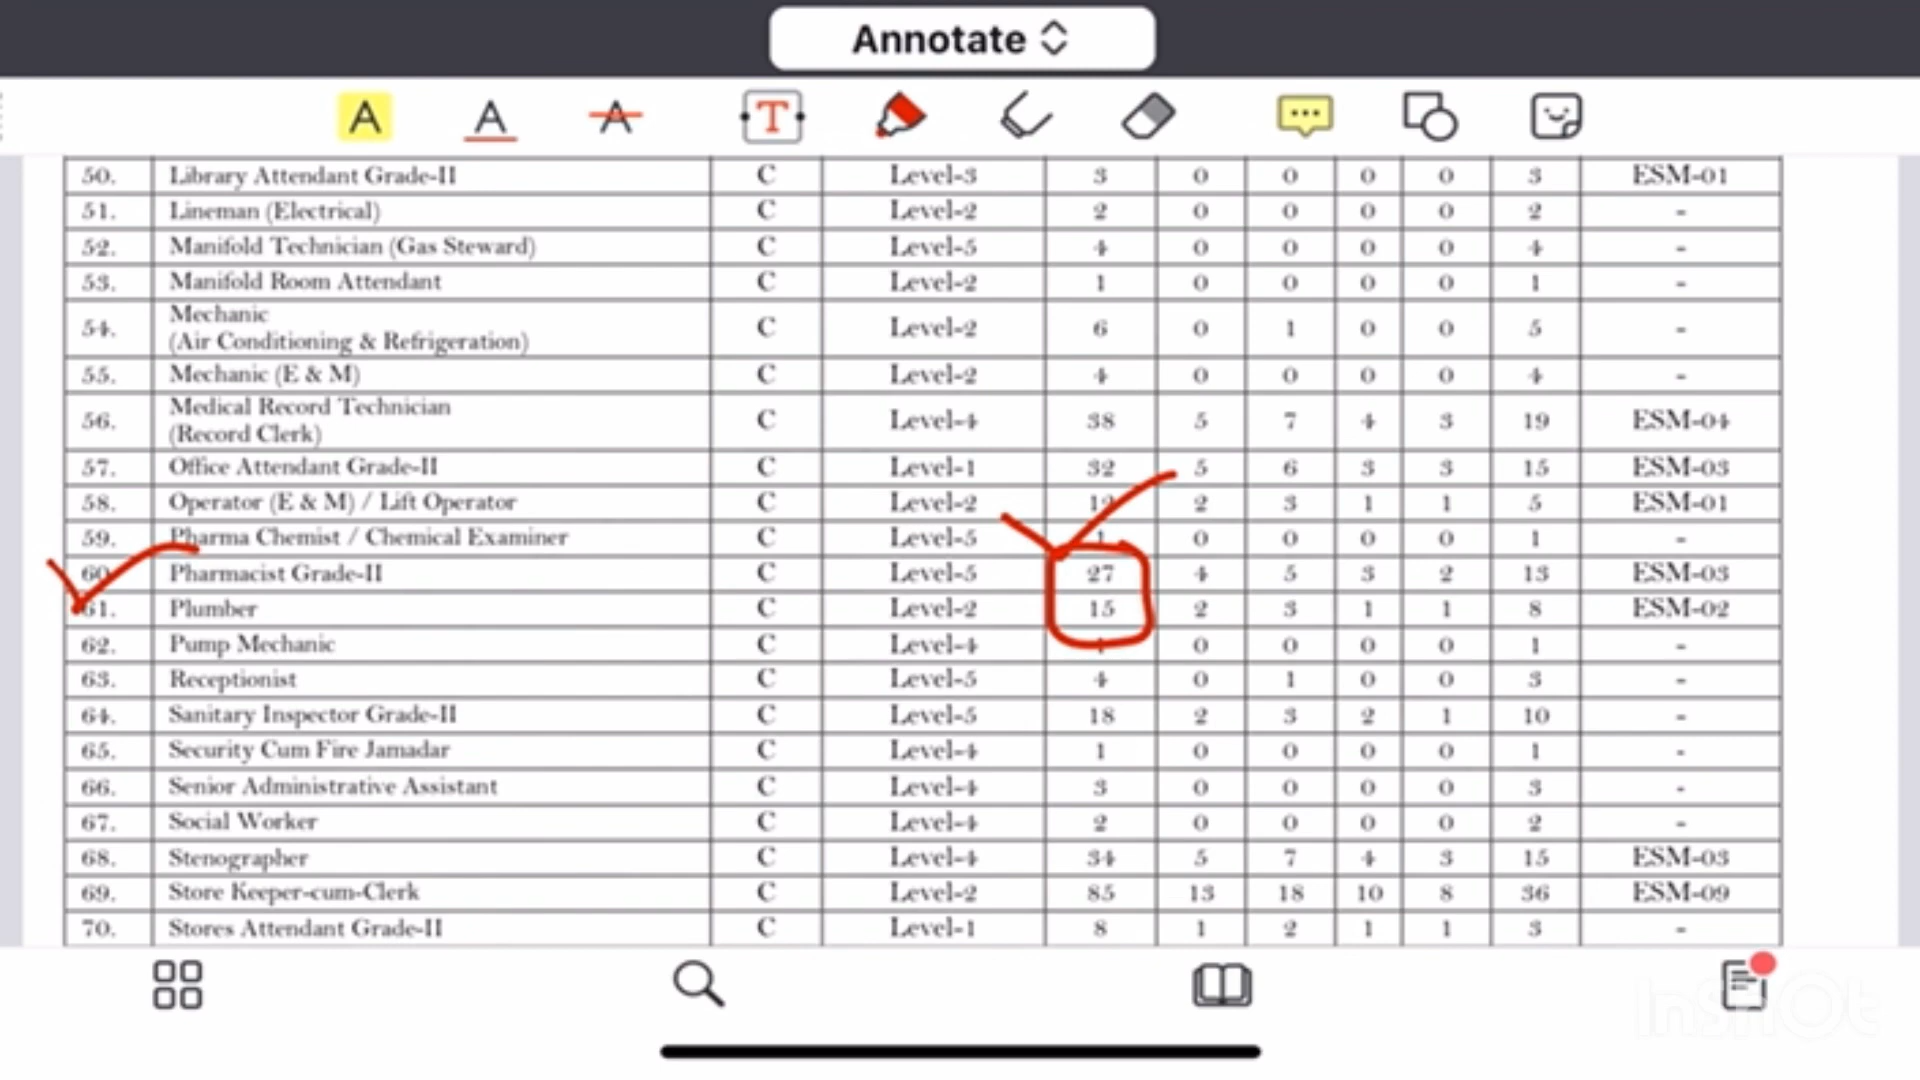 Annotate
A A A T
50. Library Attendant Grade-II C Level-3 3 0 0 0 0 3 ESM-01
51. Lineman (Electrical) C Level-2 2 0 0 0 0 2 -
52. Manifold Technician (Gas Steward) C Level-5 4 0 0 0 0 4 -
53. Manifold Room Attendant C Level-2 1 0 0 0 0 1 -
54. Mechanic
(Air Conditioning & Refrigeration) C Level-2 6 0 1 0 0 5 -
55. Mechanic (E & M) C Level-2 4 0 0 0 0 4 -
56. Medical Record Technician
(Record Clerk) C Level-4 38 5 7 4 3 19 ESM-04
57. Office Attendant Grade-II C Level-1 32 5 6 3 3 15 ESM-03
58. Operator (E & M) / Lift Operator C Level-2 12 2 3 1 1 5 ESM-01
59. Pharma Chemist / Chemical Examiner C Level-5 1 0 0 0 0 1 -
60. Pharmacist Grade-II C Level-5 27 4 5 3 2 13 ESM-03
61. Plumber C Level-2 15 2 3 1 1 8 ESM-02
62. Pump Mechanic C Level-4 1 0 0 0 0 1 -
63. Receptionist C Level-5 4 0 1 0 0 3 -
64. Sanitary Inspector Grade-II C Level-5 18 2 3 2 1 10 -
65. Security Cum Fire Jamadar C Level-4 1 0 0 0 0 1 -
66. Senior Administrative Assistant C Level-4 3 0 0 0 0 3 -
67. Social Worker C Level-4 2 0 0 0 0 2 -
68. Stenographer C Level-4 34 5 7 4 3 15 ESM-03
69. Store Keeper-cum-Clerk C Level-2 85 13 18 10 8 36 ESM-09
70. Stores Attendant Grade-II C Level-1 8 1 2 1 1 3 -
InShOt